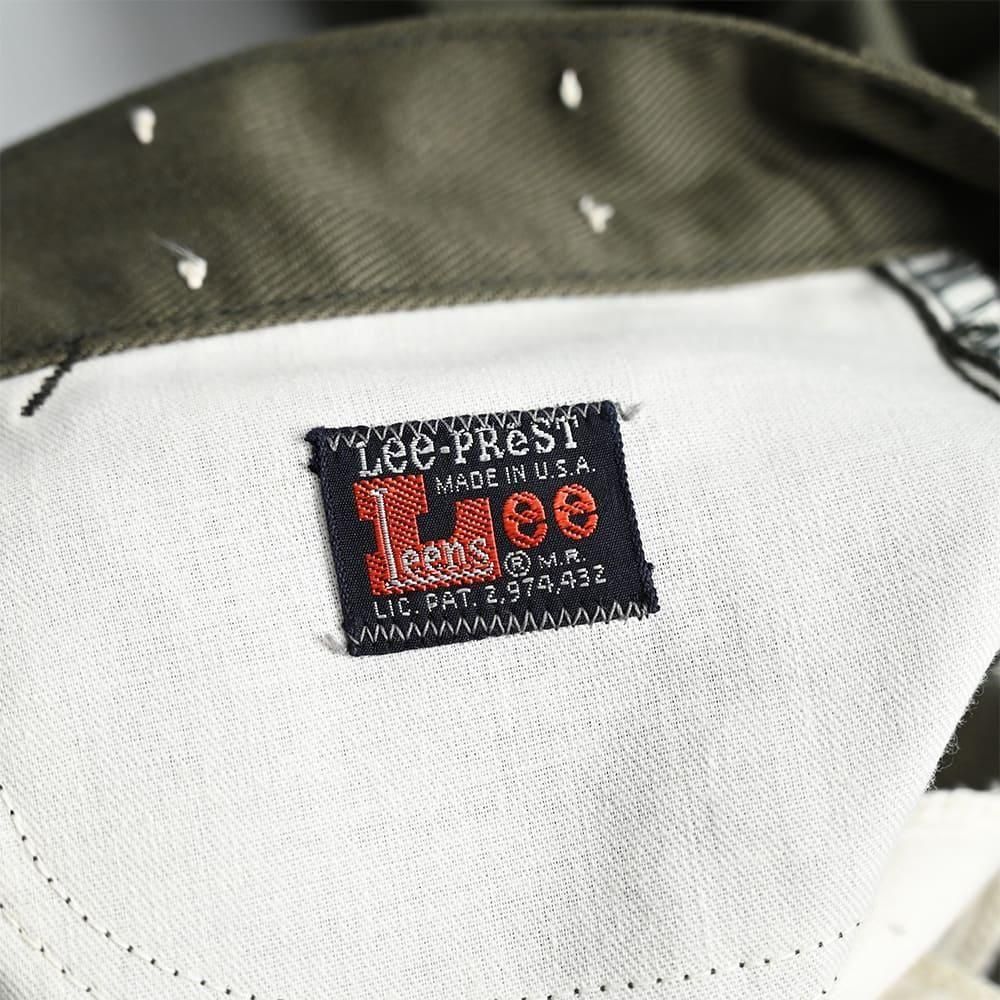 Lee-PReST
MADE IN U.S.A.
Lee
leens
® M.R.
LIC. PAT. 2,974,432